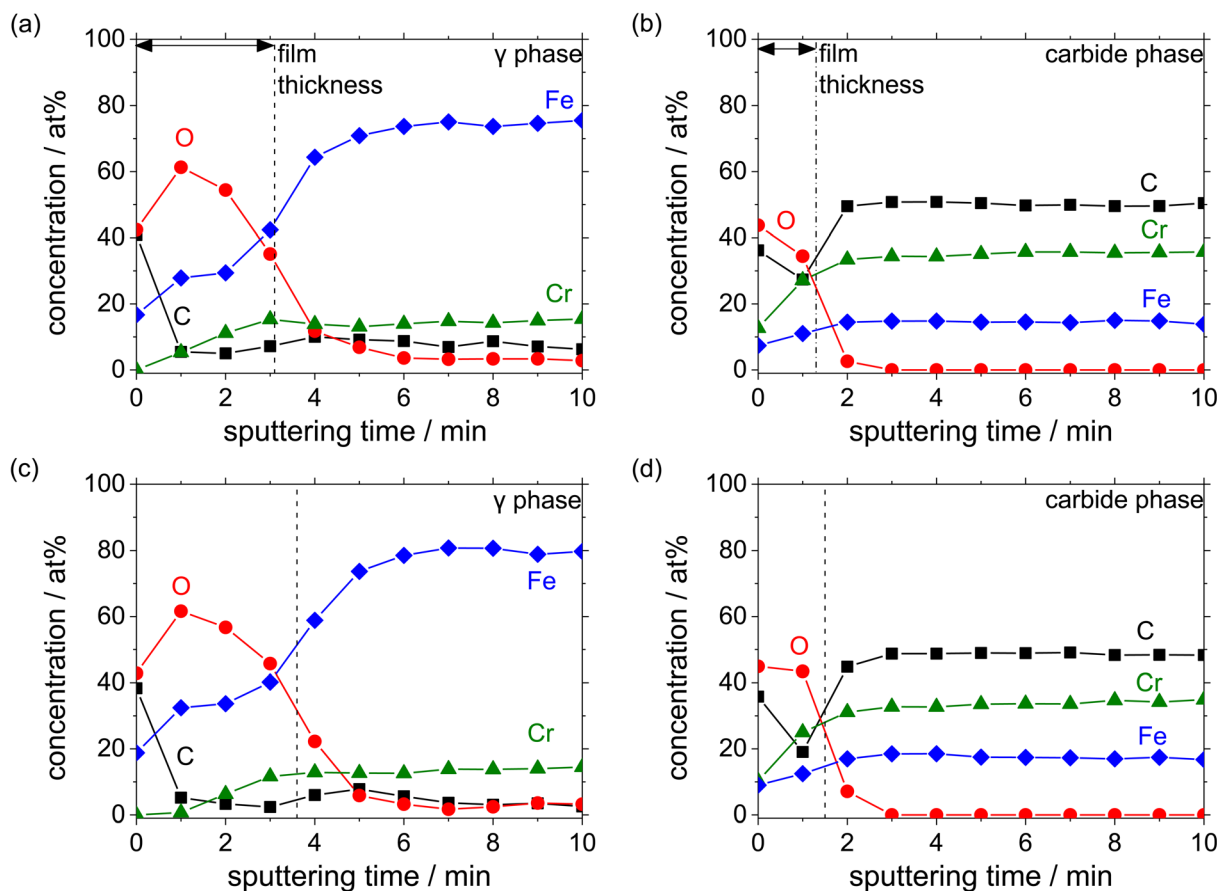 (a)
100
80
60
40
20
0
concentration / at%
0 2 4 6 8 10
sputtering time / min
film
thickness
γ phase
O
C
Fe
Cr
(b)
100
80
60
40
20
0
concentration / at%
0 2 4 6 8 10
sputtering time / min
film
thickness
carbide phase
O
C
Cr
Fe
(c)
100
80
60
40
20
0
concentration / at%
0 2 4 6 8 10
sputtering time / min
γ phase
O
C
Fe
Cr
(d)
100
80
60
40
20
0
concentration / at%
0 2 4 6 8 10
sputtering time / min
carbide phase
O
C
Cr
Fe